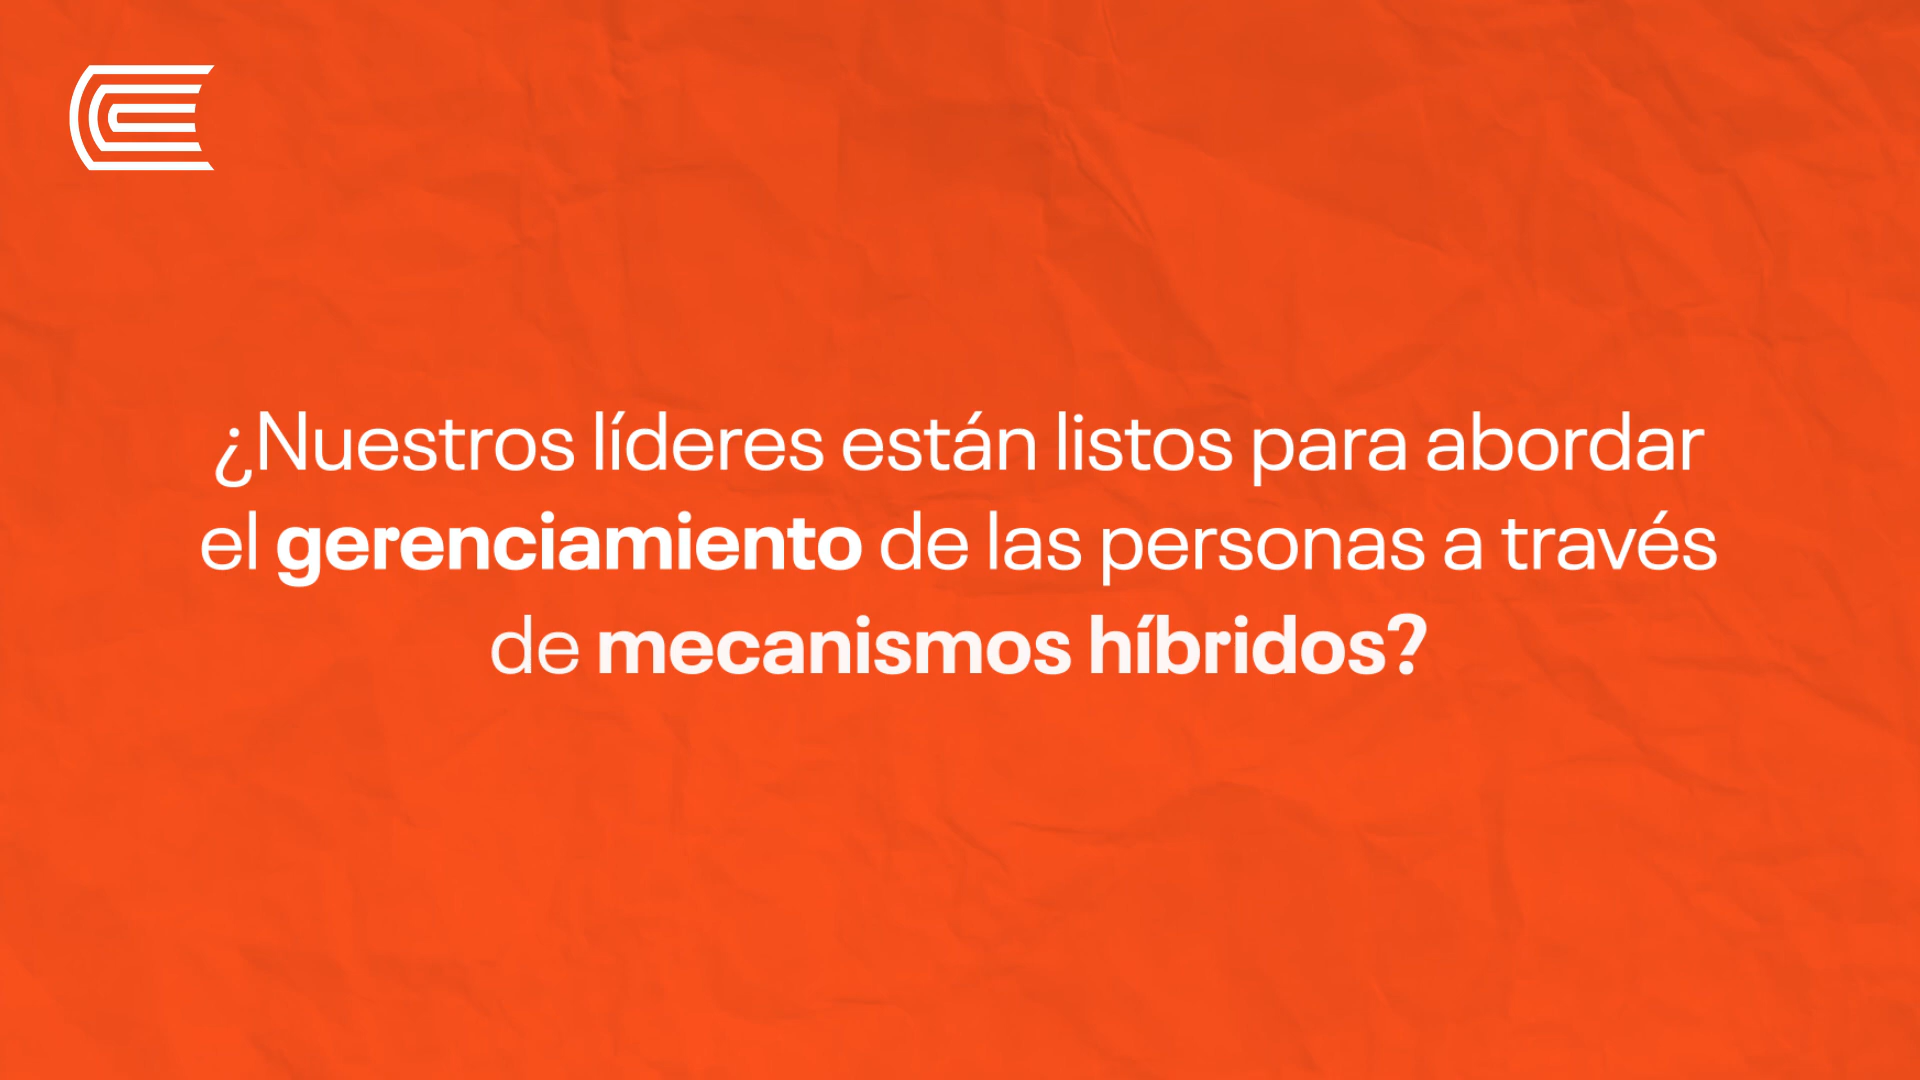 ¿Nuestros líderes están listos para abordar
el gerenciamiento de las personas a través
de mecanismos híbridos?